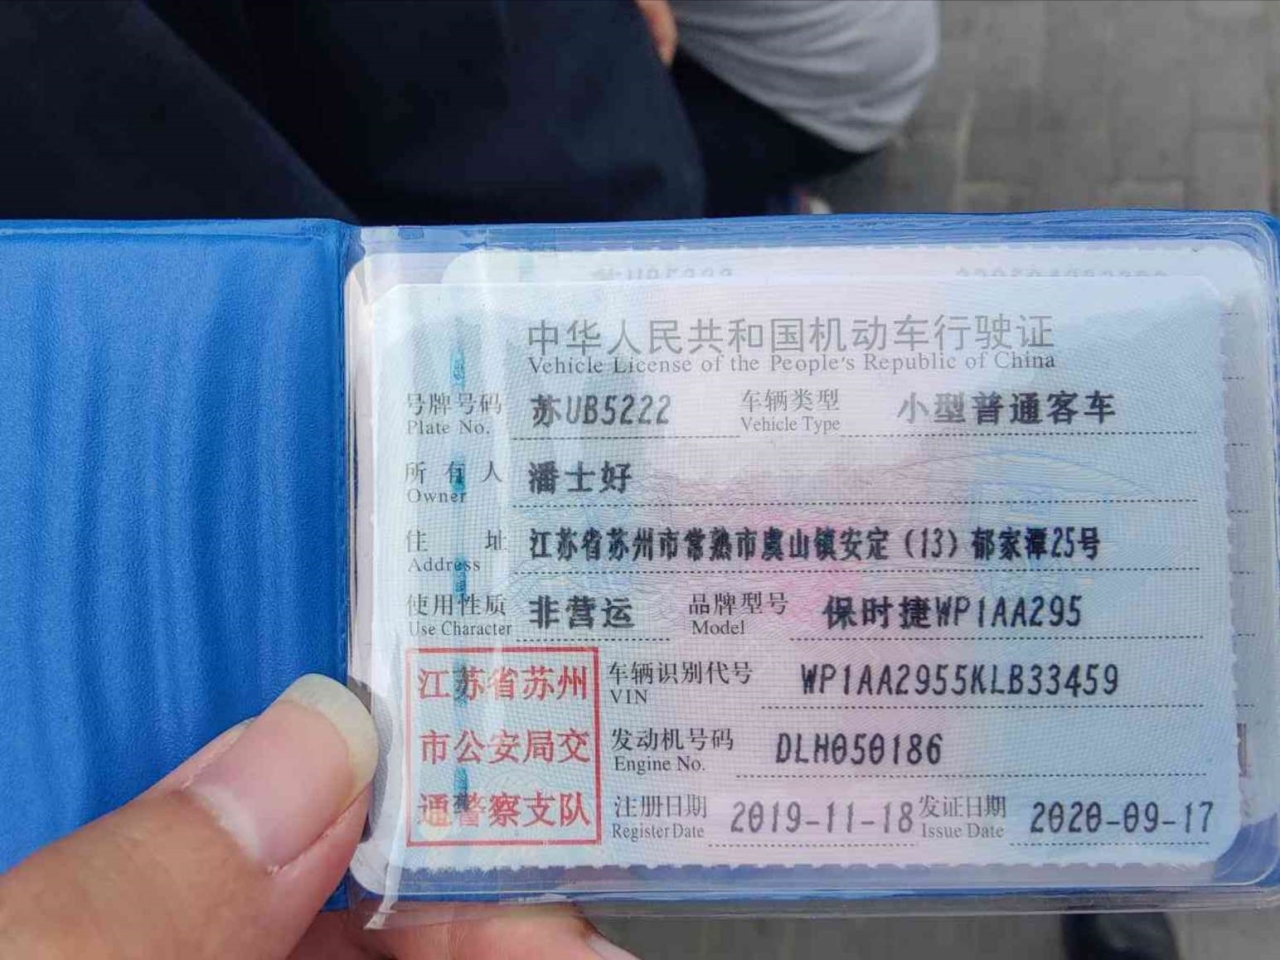 中华人民共和国机动车行驶证
Vehicle License of the People's Republic of China
号牌号码 苏UB5222 车辆类型 小型普通客车
Plate No. Vehicle Type
所有人 潘士好
Owner
住址 江苏省苏州市常熟市虞山镇安定（13）郁家潭25号
Address
使用性质 非营运 品牌型号 保时捷WP1AA295
Use Character Model
江苏省苏州 车辆识别代号 WP1AA2955KLB33459
VIN
市公安局交 发动机号码 DLH050186
Engine No.
通警察支队 注册日期 2019-11-18 发证日期 2020-09-17
Register Date Issue Date